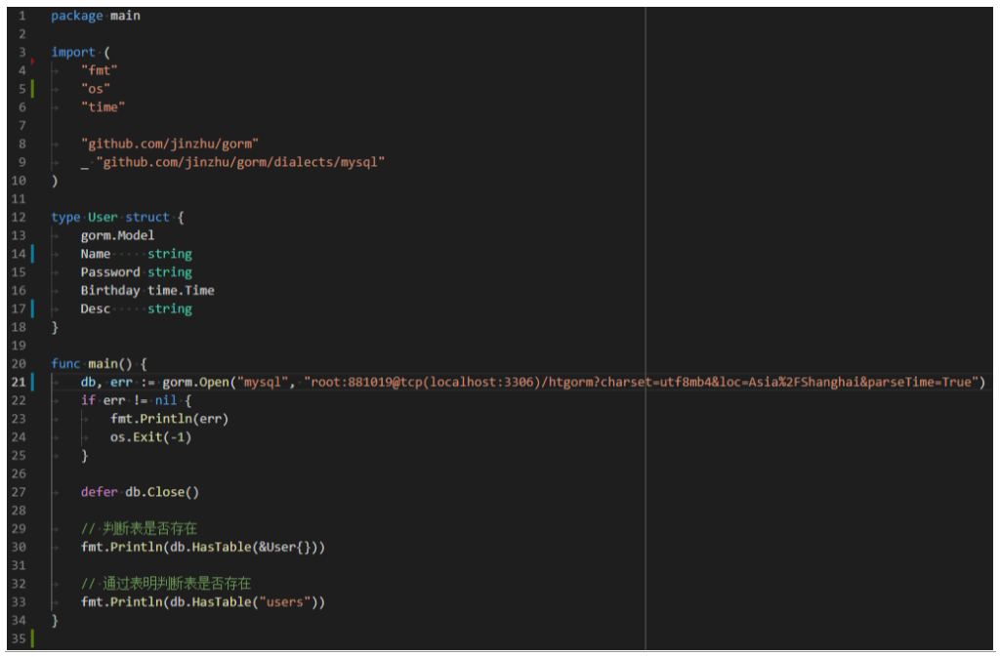 1 package main
2
3 import (
4 "fmt"
5 "os"
6 "time"
7
8 "github.com/jinzhu/gorm"
9 _ "github.com/jinzhu/gorm/dialects/mysql"
10 )
11
12 type User struct {
13 gorm.Model
14 Name string
15 Password string
16 Birthday time.Time
17 Desc string
18 }
19
20 func main() {
21 db, err := gorm.Open("mysql", "root:881019@tcp(localhost:3306)/htgorm?charset=utf8mb4&loc=Asia%2FShanghai&parseTime=True")
22 if err != nil {
23 fmt.Println(err)
24 os.Exit(-1)
25 }
26
27 defer db.Close()
28
29 // 判断表是否存在
30 fmt.Println(db.HasTable(&User{}))
31
32 // 通过表明判断表是否存在
33 fmt.Println(db.HasTable("users"))
34 }
35